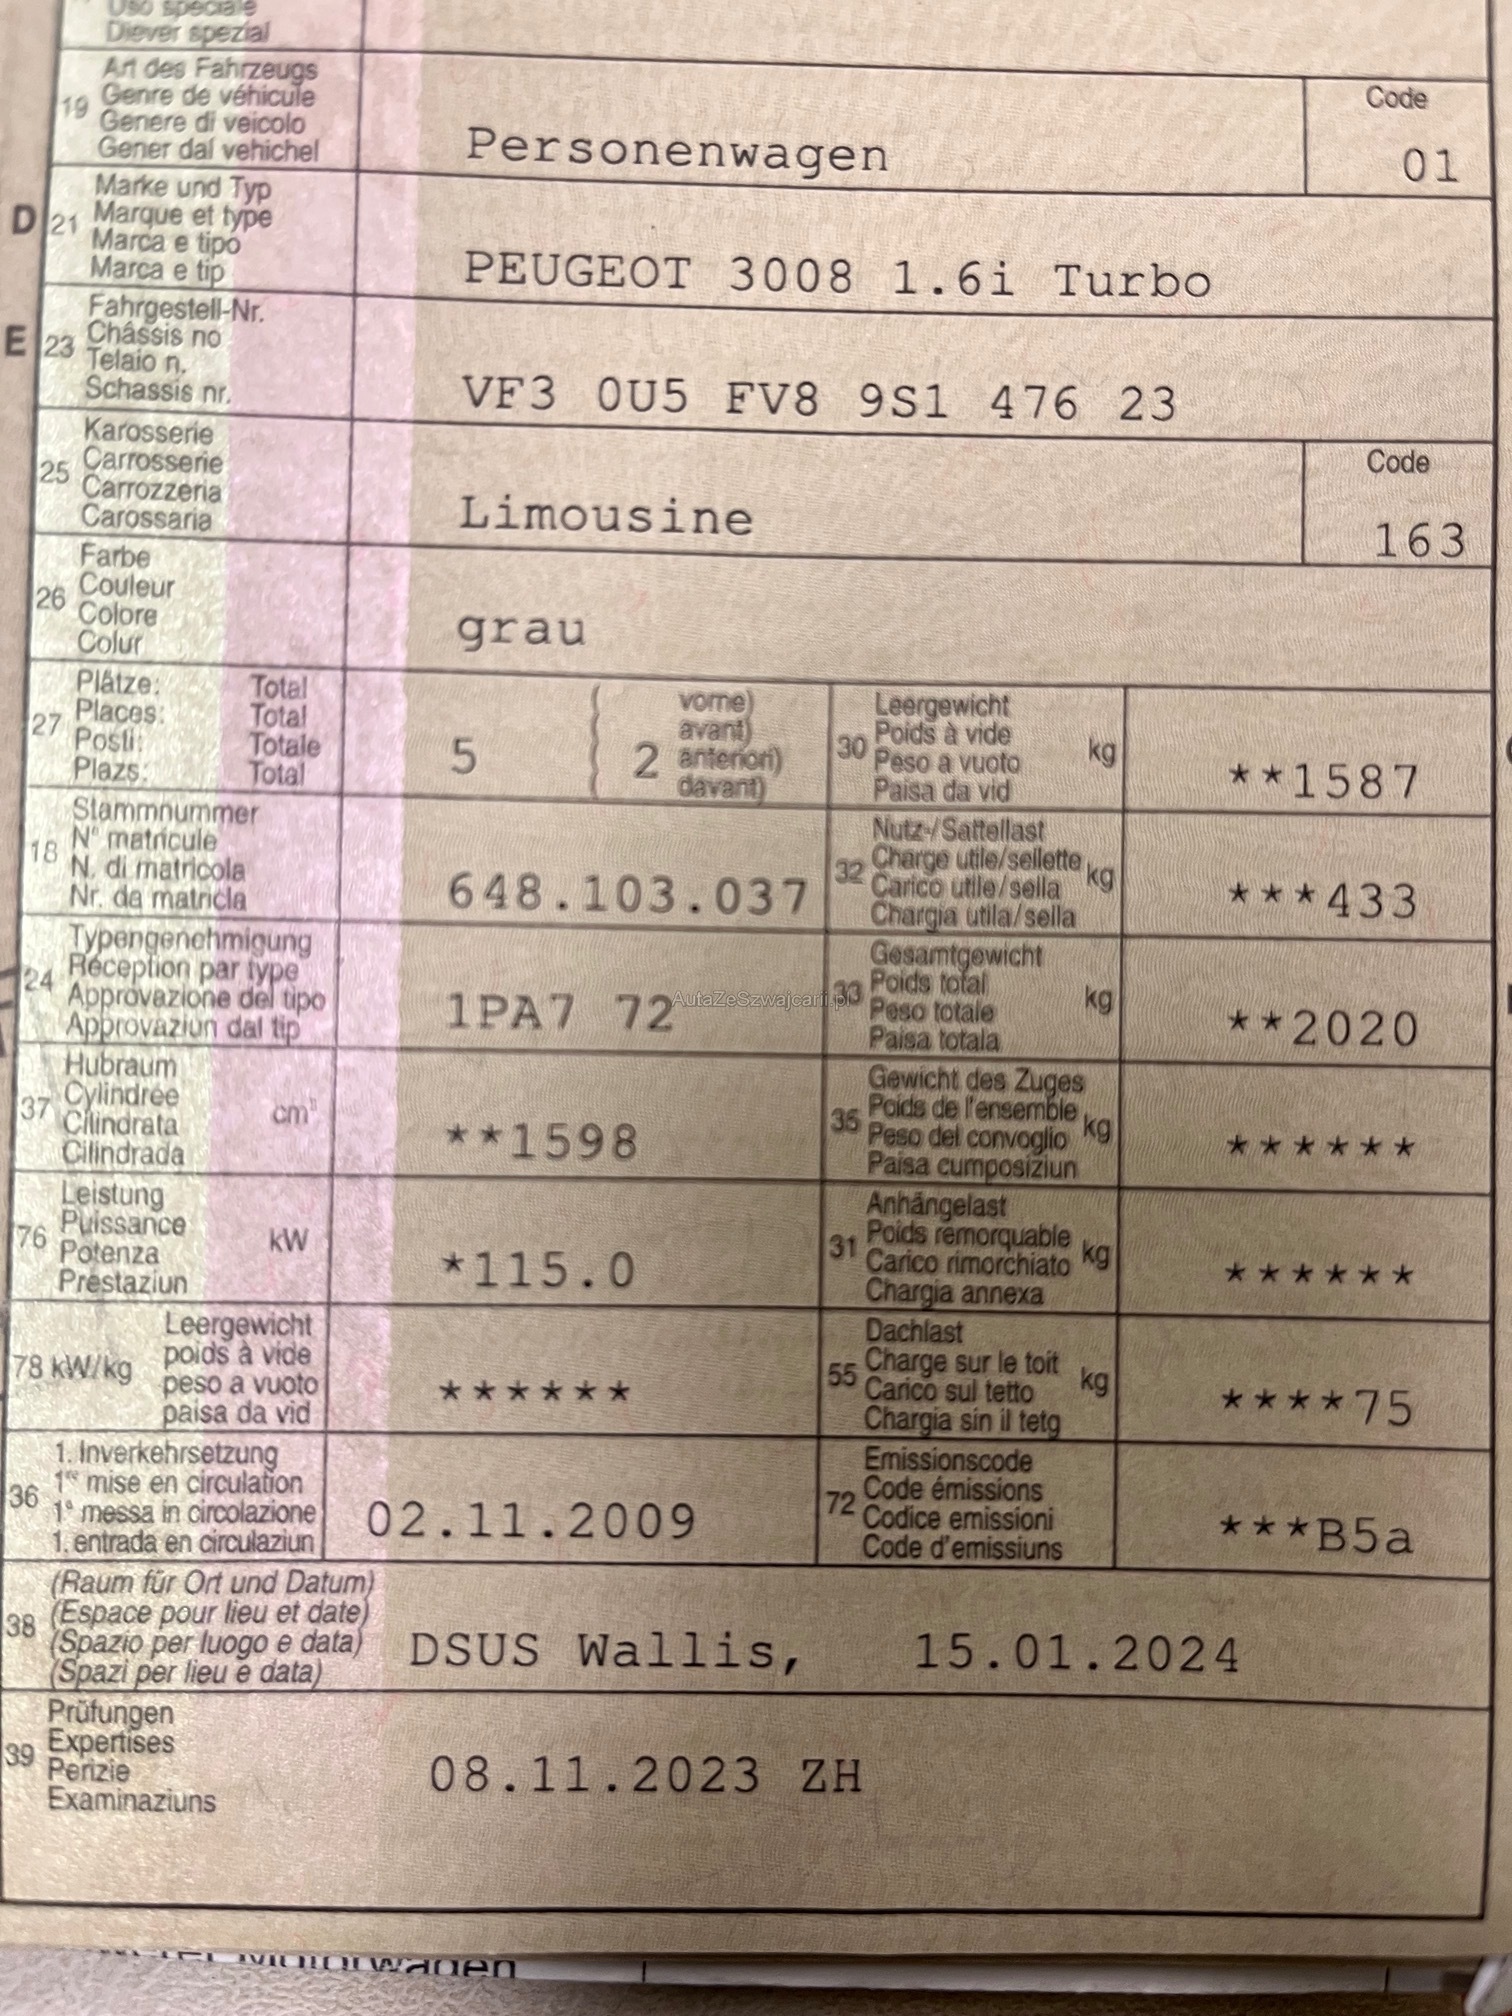 Uso speciale
Diever spezial
19 Art des Fahrzeugs
Genre de véhicule
Genere di veicolo
Gener dal vehichel
Personenwagen
Code
01
D 21 Marke und Typ
Marque et type
Marca e tipo
Marca e tip
PEUGEOT 3008 1.6i Turbo
E 23 Fahrgestell-Nr.
Châssis no
Telaio n.
Schassis nr.
VF3 0U5 FV8 9S1 476 23
25 Karosserie
Carrosserie
Carrozzeria
Carossaria
Limousine
Code
163
26 Farbe
Couleur
Colore
Colur
grau
27 Plätze: Total
Places: Total
Posti: Totale
Plazs: Total
5
2
vorne)
avant)
anteriori)
davant)
30 Leergewicht
Poids à vide
Peso a vuoto
Paisa da vid
kg
**1587
18 Stammnummer
N° matricule
N. di matricola
Nr. da matricla
648.103.037
32 Nutz-/Sattellast
Charge utile/sellette
Carico utile/sella
Chargia utila/sella
kg
***433
24 Typengenehmigung
Réception par type
Approvazione del tipo
Approvaziun dal tip
1PA7 72
AutaZeSzwajcarii.pl
33 Gesamtgewicht
Poids total
Peso totale
Paisa totala
kg
**2020
37 Hubraum
Cylindrée
Cilindrata
Cilindrada
cm³
**1598
35 Gewicht des Zuges
Poids de l'ensemble
Peso del convoglio
Paisa cumposiziun
kg
******
76 Leistung
Puissance
Potenza
Prestaziun
kW
*115.0
31 Anhängelast
Poids remorquable
Carico rimorchiato
Chargia annexa
kg
******
78 kW/kg
Leergewicht
poids à vide
peso a vuoto
paisa da vid
******
55 Dachlast
Charge sur le toit
Carico sul tetto
Chargia sin il tetg
kg
****75
36 1. Inverkehrsetzung
1re mise en circulation
1a messa in circolazione
1. entrada en circulaziun
02.11.2009
72 Emissionscode
Code émissions
Codice emissioni
Code d'emissiuns
***B5a
38 (Raum für Ort und Datum)
(Espace pour lieu et date)
(Spazio per luogo e data)
(Spazi per lieu e data)
DSUS Wallis, 15.01.2024
39 Prüfungen
Expertises
Perizie
Examinaziuns
08.11.2023 ZH
Motorwagen